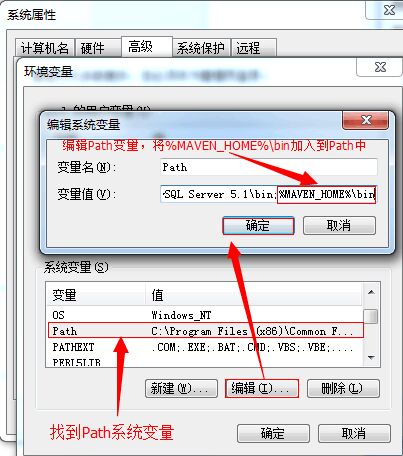 系统属性
计算机名 硬件 高级 系统保护 远程
环境变量
的用户变量(U)
编辑系统变量
编辑Path变量，将%MAVEN_HOME%\bin加入到Path中
变量名(N): Path
变量值(V): SQL Server 5.1\bin;%MAVEN_HOME%\bin
确定 取消
系统变量(S)
变量 值
OS Windows_NT
Path C:\Program Files (x86)\Common F...
PATHEXT .COM;.EXE;.BAT;.CMD;.VBS;.VBE;....
PERL5LIB
新建(W)... 编辑(I)... 删除(L)
找到Path系统变量
确定 取消